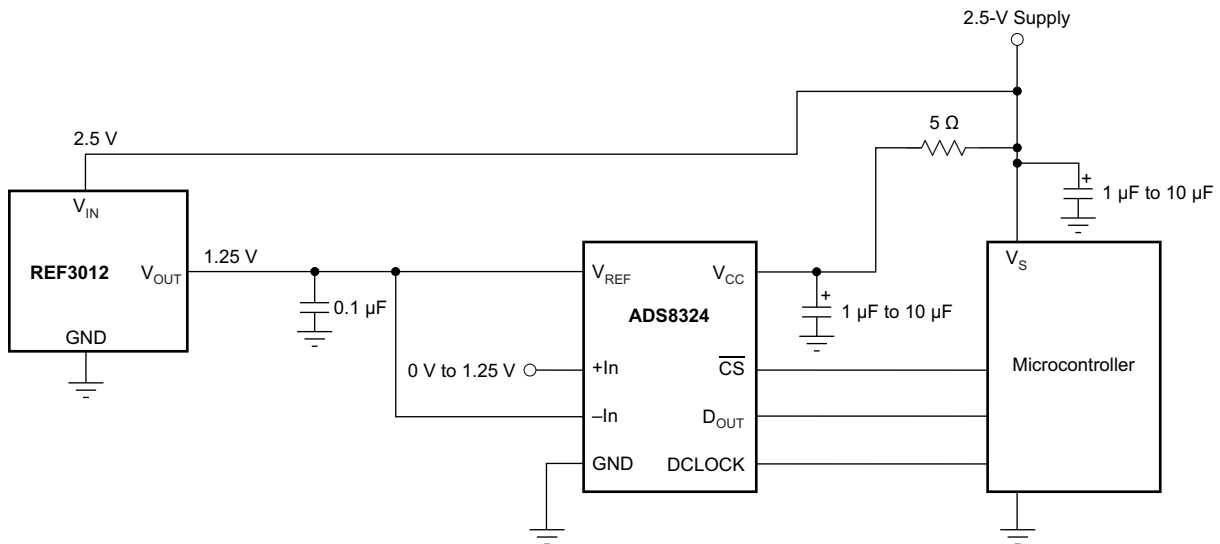 2.5-V Supply
2.5 V
5 Ω
+
1 µF to 10 µF
V_IN
REF3012
V_OUT
GND
1.25 V
0.1 µF
V_REF
V_CC
ADS8324
+
1 µF to 10 µF
0 V to 1.25 V
+In
–In
GND
C̅S̅
D_OUT
DCLOCK
V_S
Microcontroller